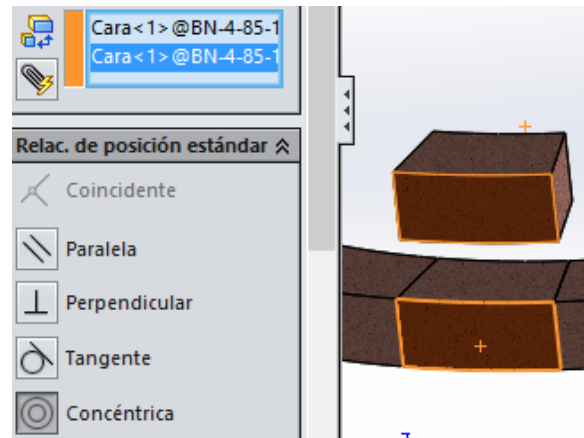 Cara<1>@BN-4-85-1
Cara<1>@BN-4-85-1
Relac. de posición estándar
Coincidente
Paralela
Perpendicular
Tangente
Concéntrica